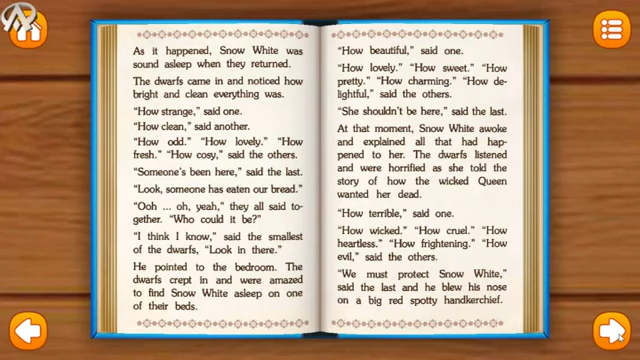 As it happened, Snow White was
sound asleep when they returned.
The dwarfs came in and noticed how
bright and clean everything was.
“How strange,” said one.
“How clean,” said another.
“How odd.” “How lovely.” “How
fresh.” “How cosy,” said the others.
“Someone’s been here,” said the last.
“Look, someone has eaten our bread.”
“Ooh ... oh, yeah,” they all said to-
gether. “Who could it be?”
“I think I know,” said the smallest
of the dwarfs, “Look in there.”
He pointed to the bedroom. The
dwarfs crept in and were amazed
to find Snow White asleep on one
of their beds.
“How beautiful,” said one.
“How lovely.” “How sweet.” “How
pretty.” “How charming.” “How de-
lightful,” said the others.
“She shouldn’t be here,” said the last.
At that moment, Snow White awoke
and explained all that had hap-
pened to her. The dwarfs listened
and were horrified as she told the
story of how the wicked Queen
wanted her dead.
“How terrible,” said one.
“How wicked.” “How cruel.” “How
heartless.” “How frightening.” “How
evil,” said the others.
“We must protect Snow White,”
said the last and he blew his nose
on a big red spotty handkerchief.